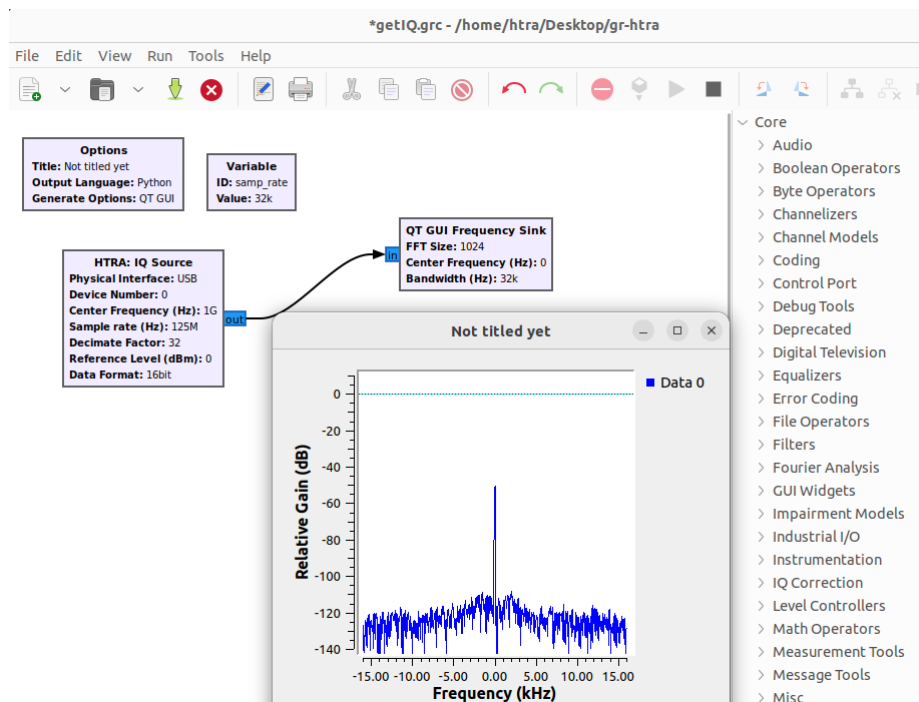 *getIQ.grc - /home/htra/Desktop/gr-htra
File Edit View Run Tools Help
Options
Title: Not titled yet
Output Language: Python
Generate Options: QT GUI
Variable
ID: samp_rate
Value: 32k
HTRA: IQ Source
Physical Interface: USB
Device Number: 0
Center Frequency (Hz): 1G
Sample rate (Hz): 125M
Decimate Factor: 32
Reference Level (dBm): 0
Data Format: 16bit
out
in
QT GUI Frequency Sink
FFT Size: 1024
Center Frequency (Hz): 0
Bandwidth (Hz): 32k
Not titled yet
Data 0
Relative Gain (dB)
0
-20
-40
-60
-80
-100
-120
-140
-15.00 -10.00 -5.00 0.00 5.00 10.00 15.00
Frequency (kHz)
Core
Audio
Boolean Operators
Byte Operators
Channelizers
Channel Models
Coding
Control Port
Debug Tools
Deprecated
Digital Television
Equalizers
Error Coding
File Operators
Filters
Fourier Analysis
GUI Widgets
Impairment Models
Industrial I/O
Instrumentation
IQ Correction
Level Controllers
Math Operators
Measurement Tools
Message Tools
Misc